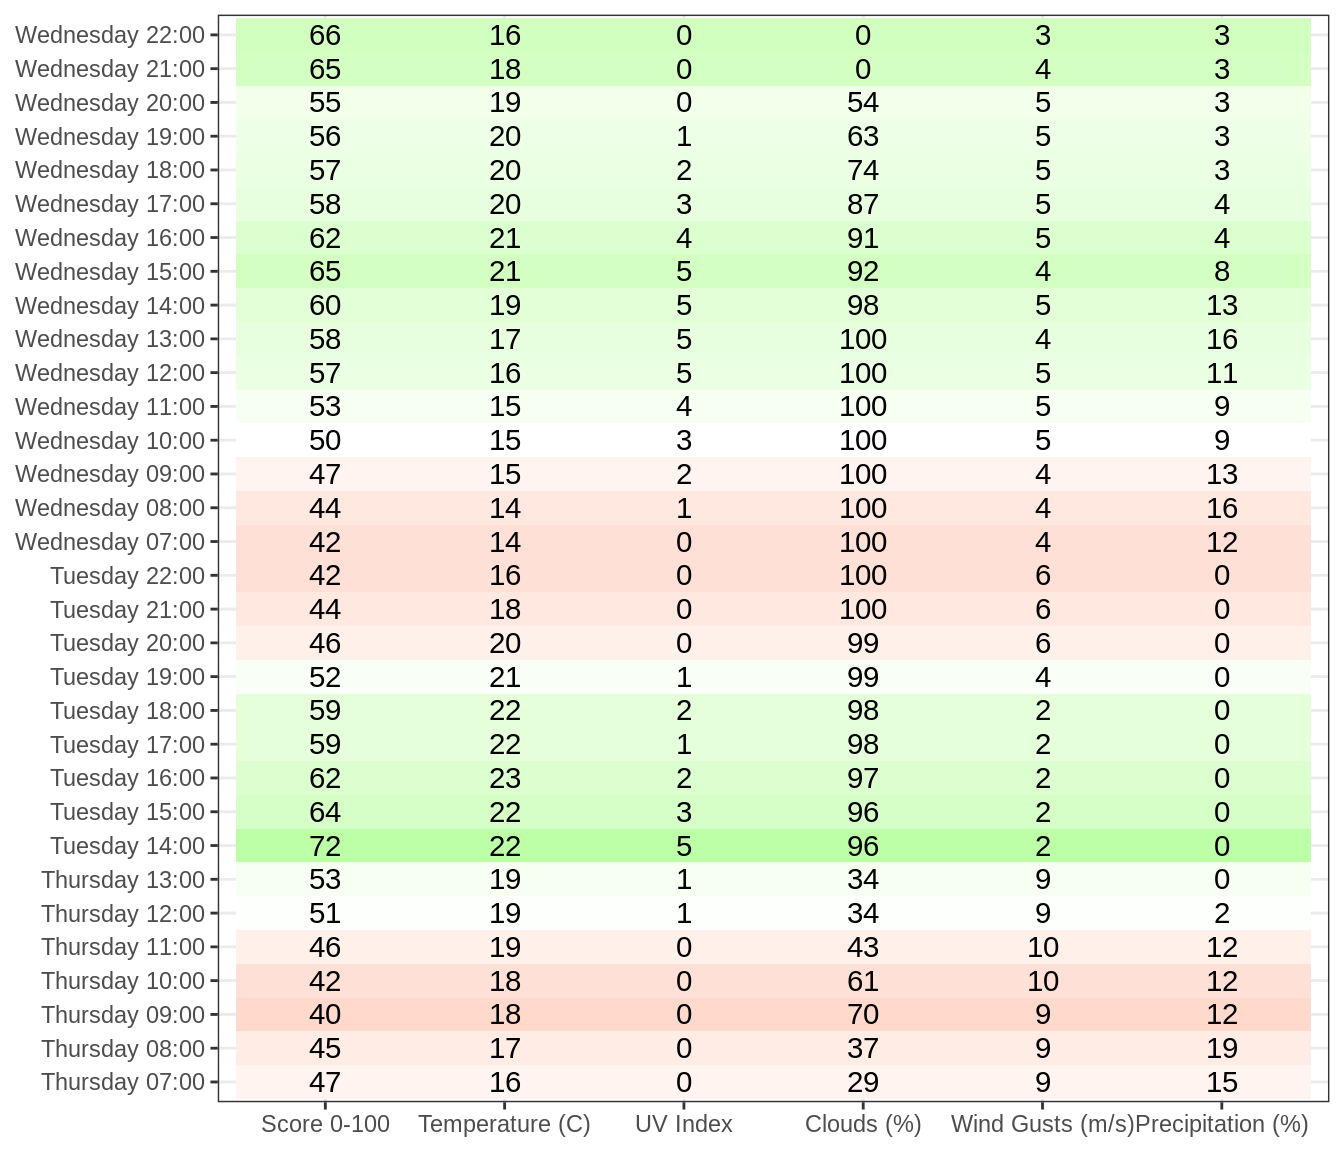 Wednesday 22:00 66 16 0 0 3 3
Wednesday 21:00 65 18 0 0 4 3
Wednesday 20:00 55 19 0 54 5 3
Wednesday 19:00 56 20 1 63 5 3
Wednesday 18:00 57 20 2 74 5 3
Wednesday 17:00 58 20 3 87 5 4
Wednesday 16:00 62 21 4 91 5 4
Wednesday 15:00 65 21 5 92 4 8
Wednesday 14:00 60 19 5 98 5 13
Wednesday 13:00 58 17 5 100 4 16
Wednesday 12:00 57 16 5 100 5 11
Wednesday 11:00 53 15 4 100 5 9
Wednesday 10:00 50 15 3 100 5 9
Wednesday 09:00 47 15 2 100 4 13
Wednesday 08:00 44 14 1 100 4 16
Wednesday 07:00 42 14 0 100 4 12
Tuesday 22:00 42 16 0 100 6 0
Tuesday 21:00 44 18 0 100 6 0
Tuesday 20:00 46 20 0 99 6 0
Tuesday 19:00 52 21 1 99 4 0
Tuesday 18:00 59 22 2 98 2 0
Tuesday 17:00 59 22 1 98 2 0
Tuesday 16:00 62 23 2 97 2 0
Tuesday 15:00 64 22 3 96 2 0
Tuesday 14:00 72 22 5 96 2 0
Thursday 13:00 53 19 1 34 9 0
Thursday 12:00 51 19 1 34 9 2
Thursday 11:00 46 19 0 43 10 12
Thursday 10:00 42 18 0 61 10 12
Thursday 09:00 40 18 0 70 9 12
Thursday 08:00 45 17 0 37 9 19
Thursday 07:00 47 16 0 29 9 15
Score 0-100 Temperature (C) UV Index Clouds (%) Wind Gusts (m/s) Precipitation (%)